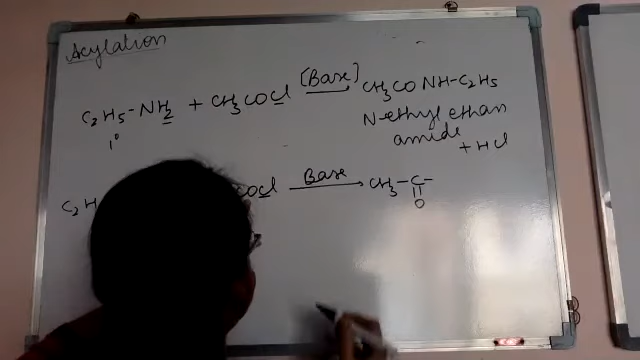 Acylation
C2H5-NH2 + CH3COCl [Base] CH3CO NH-C2H5
1°
N-ethyl ethan
amide
+ HCl
C2H COCl Base CH3-C-
O